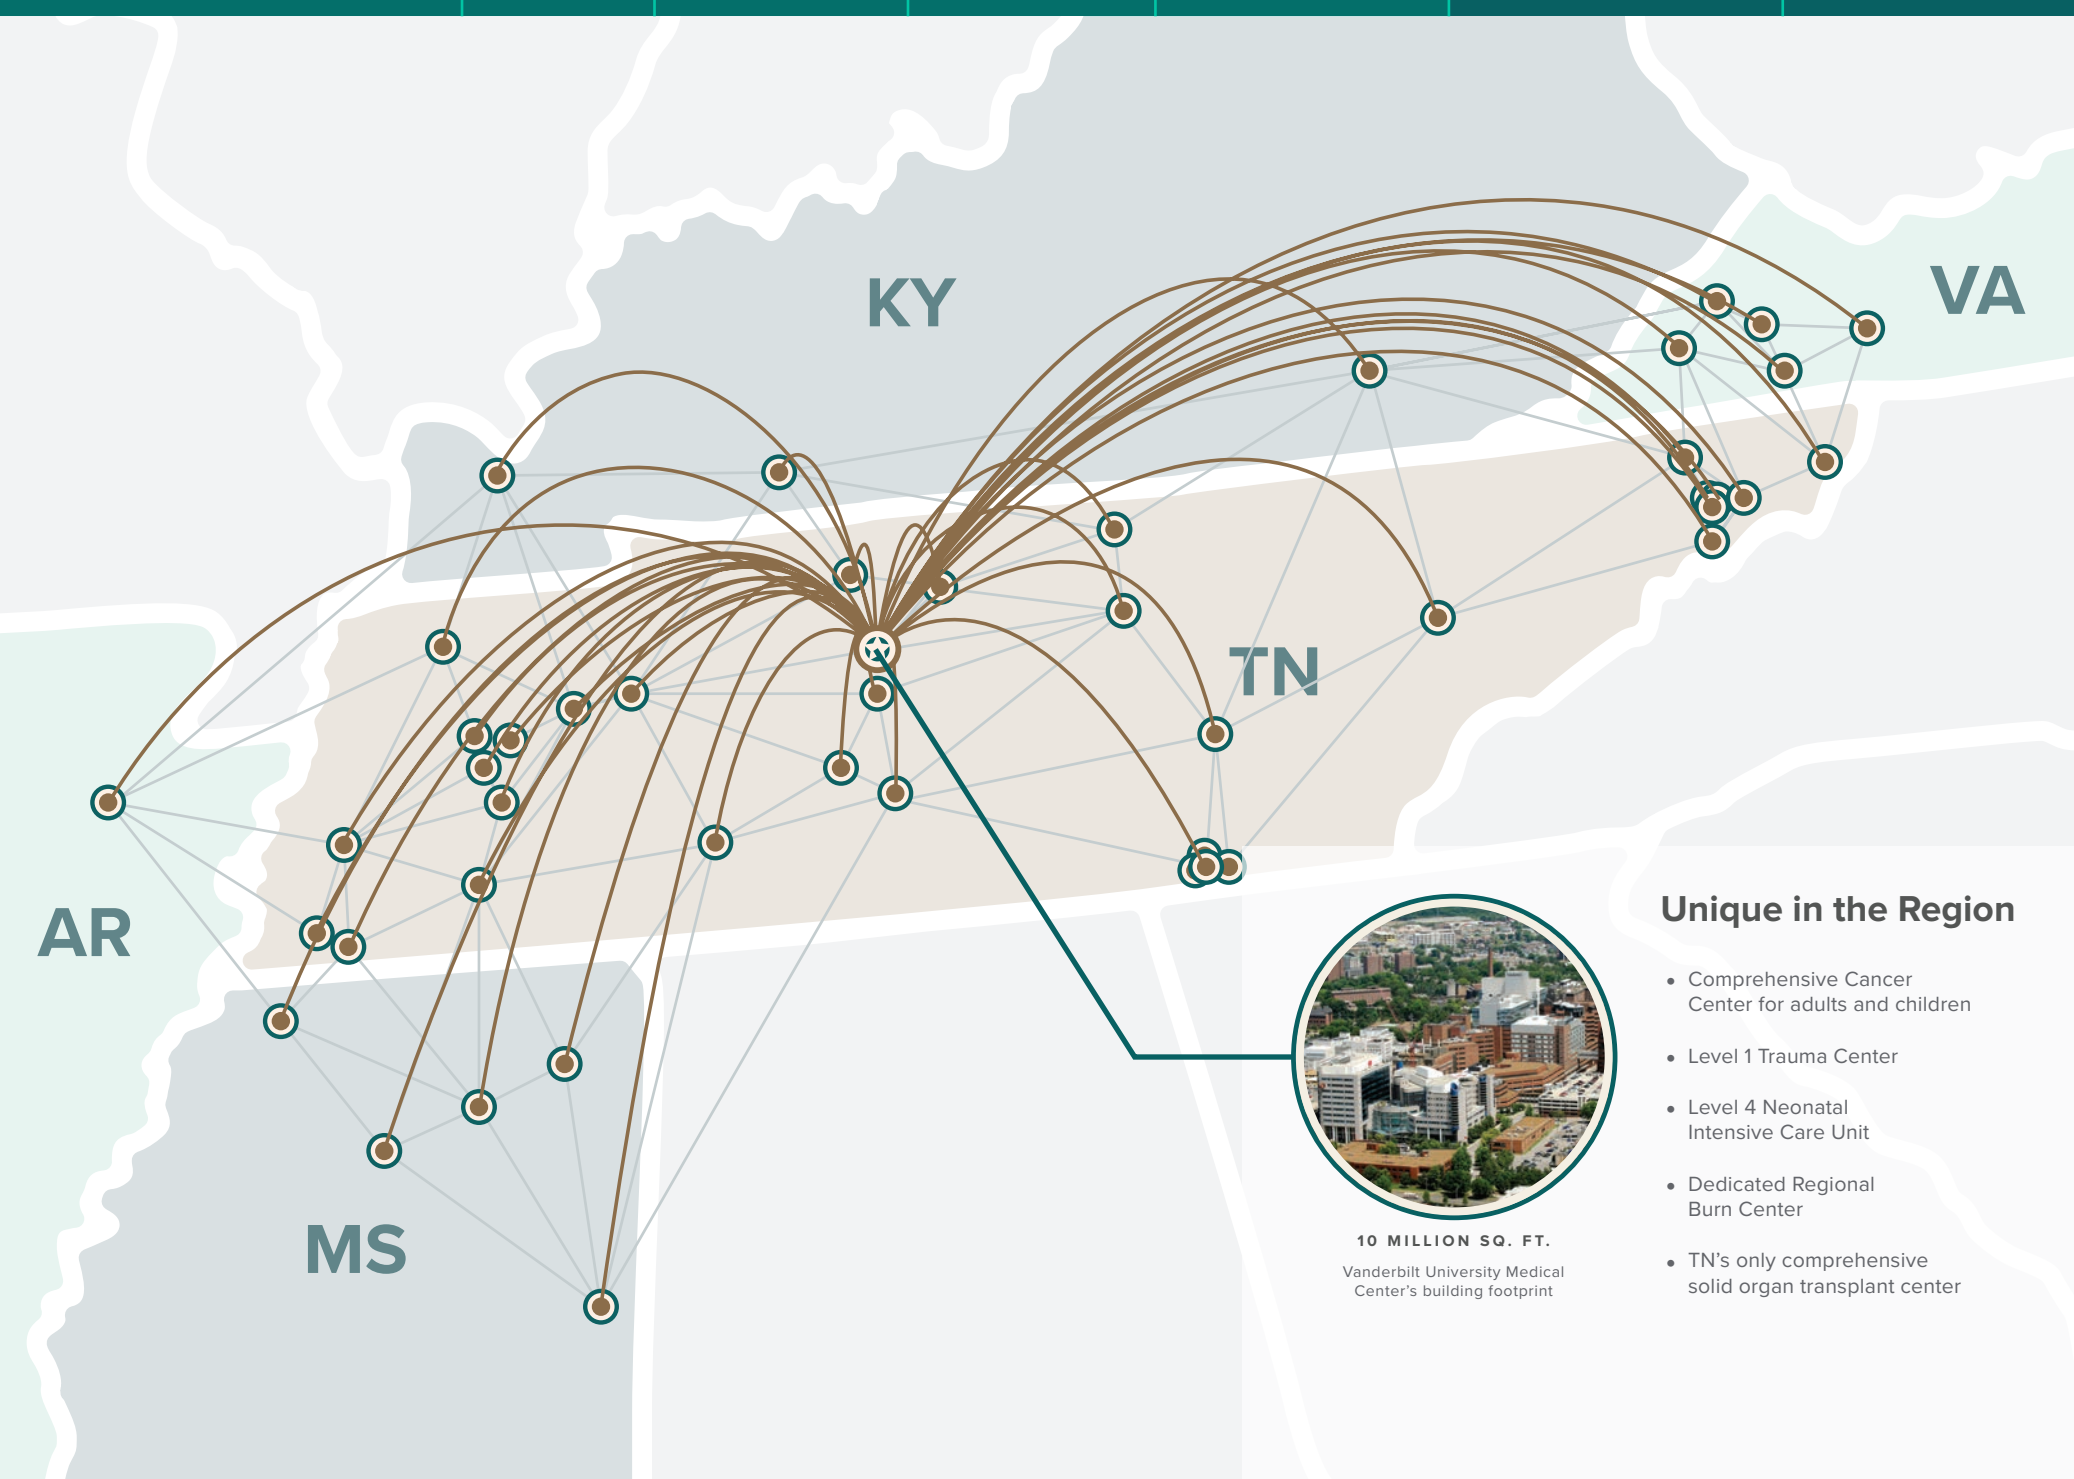 KY
VA
TN
AR
MS
Unique in the Region
• Comprehensive Cancer
Center for adults and children
• Level 1 Trauma Center
• Level 4 Neonatal
Intensive Care Unit
• Dedicated Regional
Burn Center
• TN’s only comprehensive
solid organ transplant center
10 MILLION SQ. FT.
Vanderbilt University Medical
Center’s building footprint